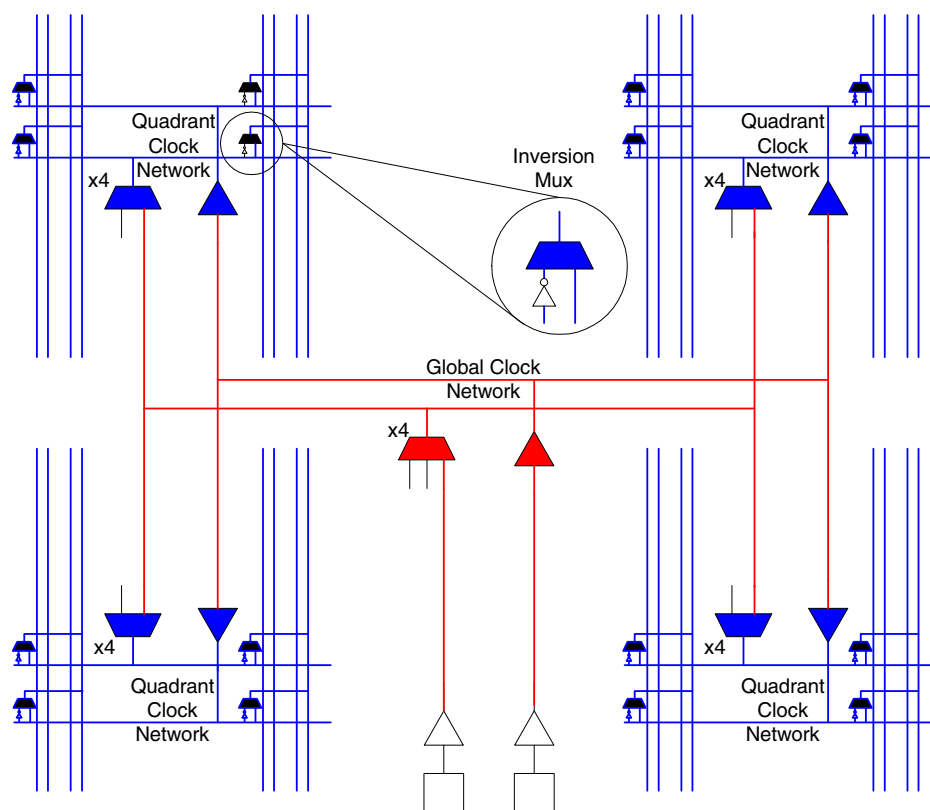 Quadrant
Clock
Network
x4
Inversion
Mux
Quadrant
Clock
Network
x4
Global Clock
Network
x4
x4
Quadrant
Clock
Network
x4
Quadrant
Clock
Network